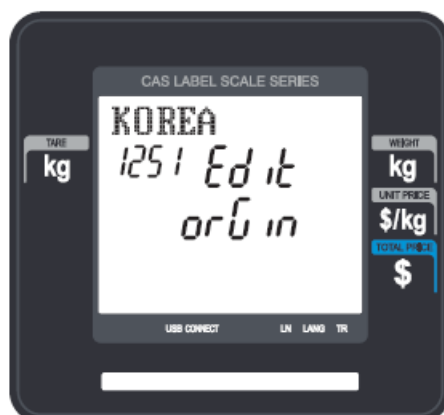 CAS LABEL SCALE SERIES
KOREA
1251 Edit
orGin
TARE
kg
WEIGHT
kg
UNIT PRICE
$/kg
TOTAL PRICE
$
USB CONNECT LN LANG TR